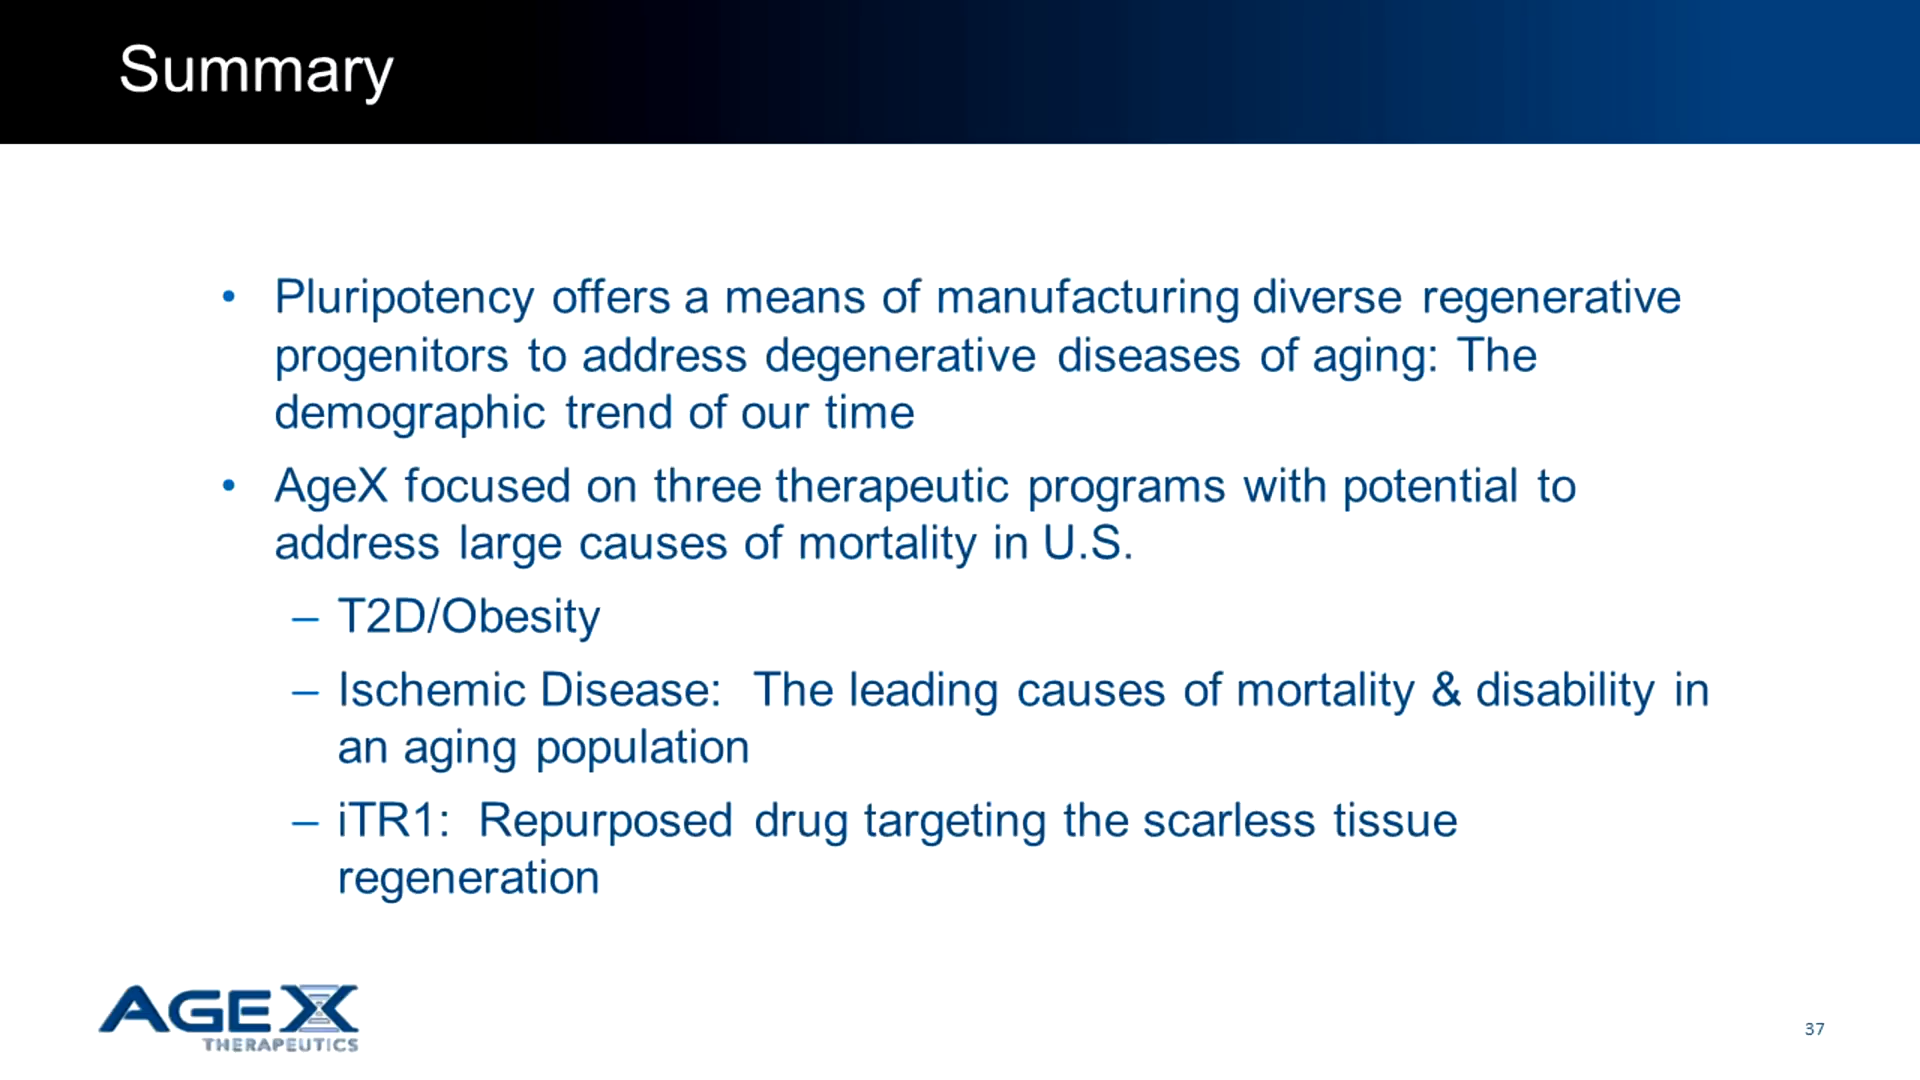 Summary
• Pluripotency offers a means of manufacturing diverse regenerative
progenitors to address degenerative diseases of aging: The
demographic trend of our time
• AgeX focused on three therapeutic programs with potential to
address large causes of mortality in U.S.
– T2D/Obesity
– Ischemic Disease: The leading causes of mortality & disability in
an aging population
– iTR1: Repurposed drug targeting the scarless tissue
regeneration
AGEX
THERAPEUTICS
37